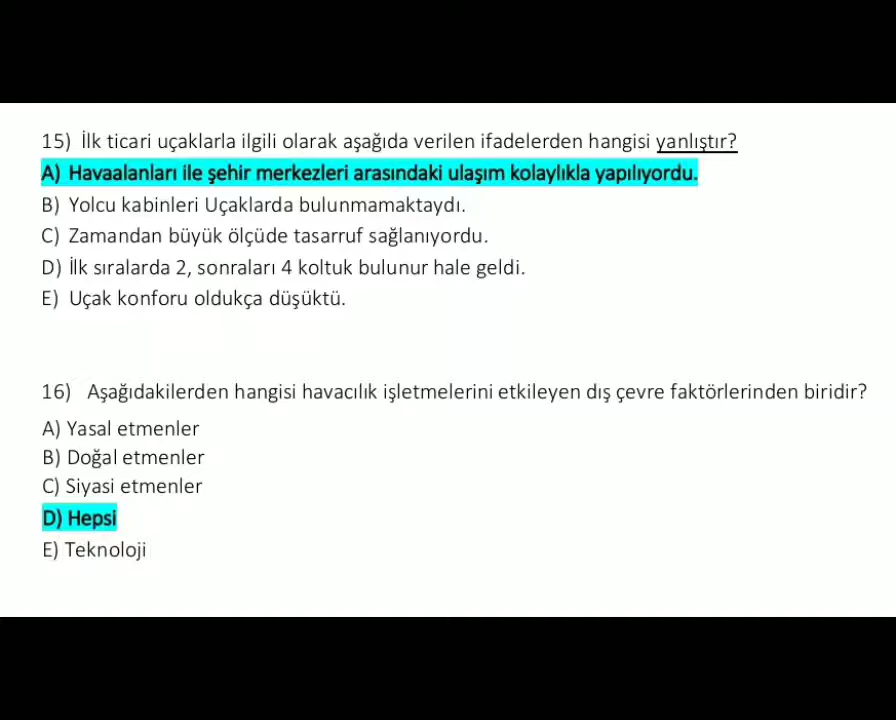 15) İlk ticari uçaklarla ilgili olarak aşağıda verilen ifadelerden hangisi yanlıştır?
A) Havaalanları ile şehir merkezleri arasındaki ulaşım kolaylıkla yapılıyordu.
B) Yolcu kabinleri Uçaklarda bulunmamaktaydı.
C) Zamandan büyük ölçüde tasarruf sağlanıyordu.
D) İlk sıralarda 2, sonraları 4 koltuk bulunur hale geldi.
E) Uçak konforu oldukça düşüktü.
16) Aşağıdakilerden hangisi havacılık işletmelerini etkileyen dış çevre faktörlerinden biridir?
A) Yasal etmenler
B) Doğal etmenler
C) Siyasi etmenler
D) Hepsi
E) Teknoloji